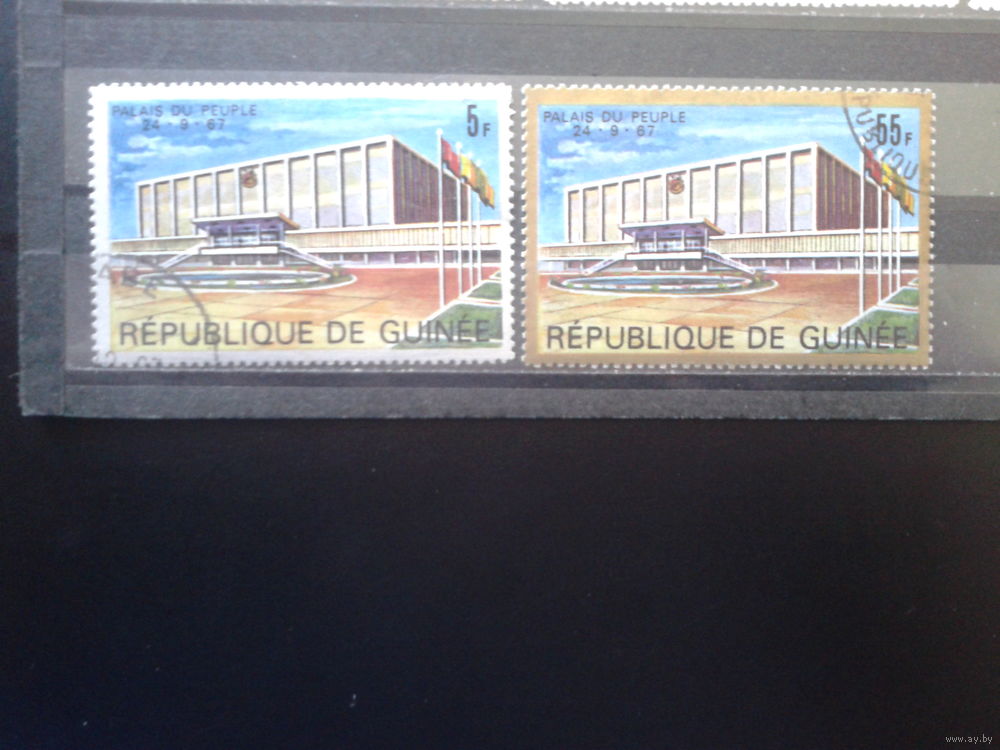 PALAIS DU PEUPLE
24 · 9 · 67
5F
RÉPUBLIQUE DE GUINÉE
PALAIS DU PEUPLE
24 · 9 · 67
55F
RÉPUBLIQUE DE GUINÉE
www.ay.by